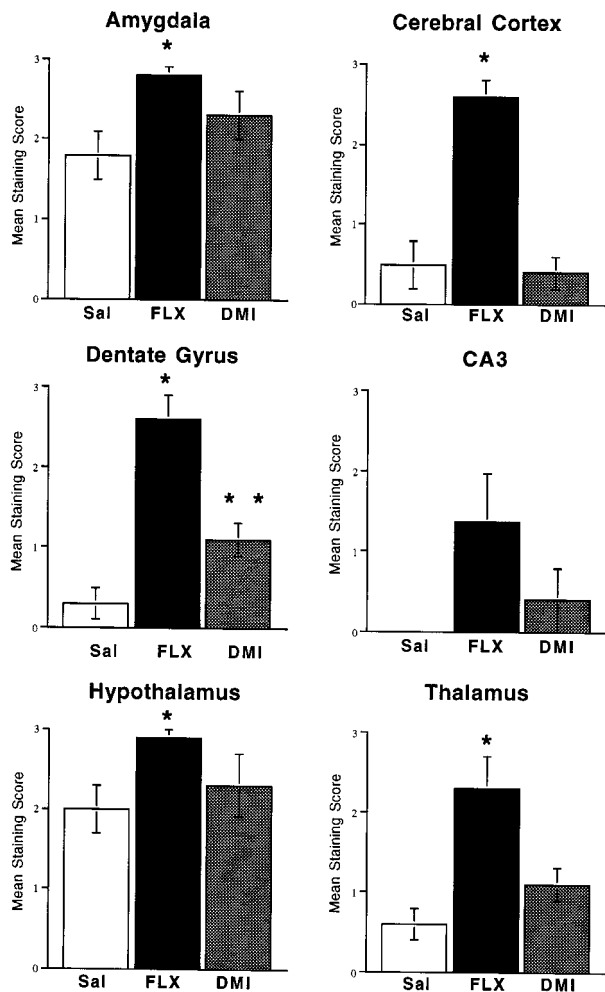 Amygdala
*
3
2
1
0
Mean Staining Score
Sal FLX DMI
Cerebral Cortex
*
3
2
1
0
Mean Staining Score
Sal FLX DMI
Dentate Gyrus
*
* *
3
2
1
0
Mean Staining Score
Sal FLX DMI
CA3
3
2
1
0
Mean Staining Score
Sal FLX DMI
Hypothalamus
*
3
2
1
0
Mean Staining Score
Sal FLX DMI
Thalamus
*
3
2
1
0
Mean Staining Score
Sal FLX DMI